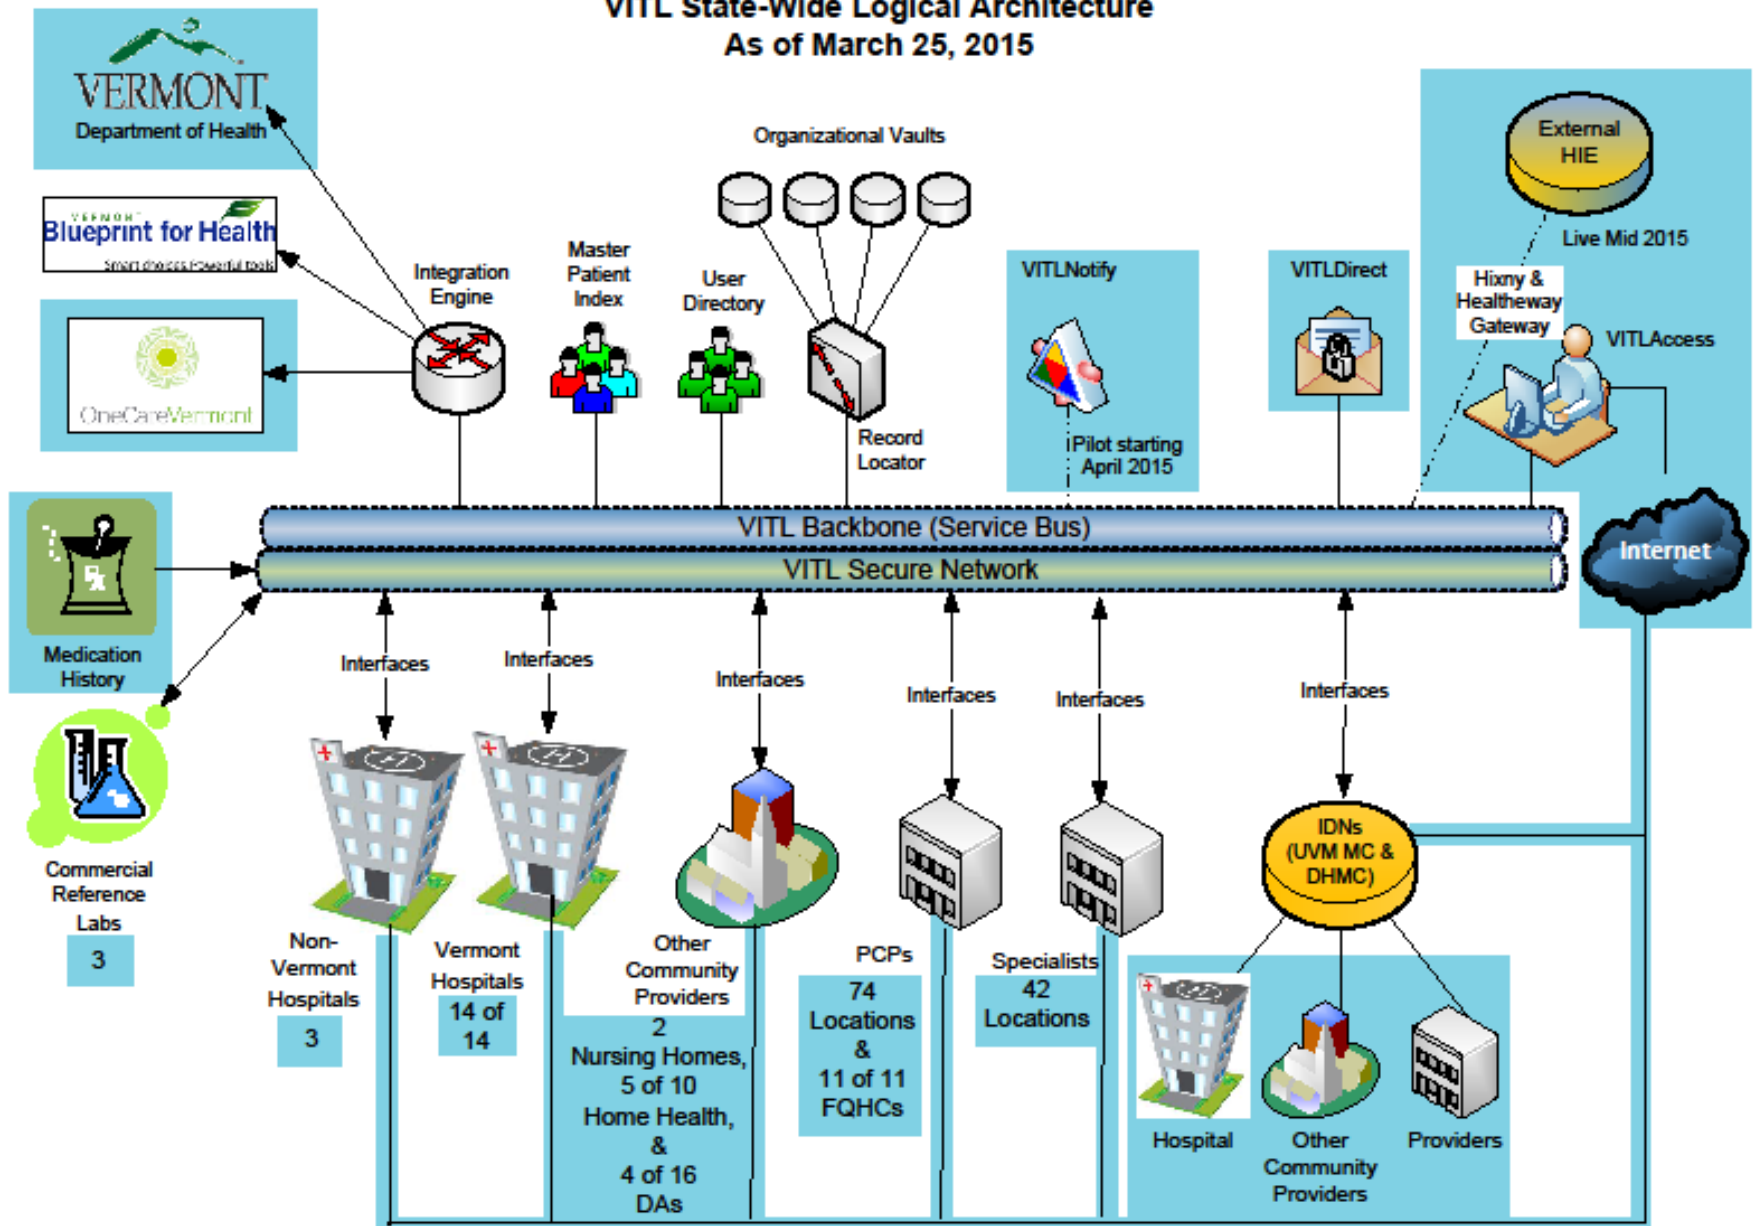 VITL State-Wide Logical Architecture
As of March 25, 2015
VERMONT
Department of Health
VERMONT
Blueprint for Health
Smart choices. Powerful tools
OneCareVermont
Integration
Engine
Master
Patient
Index
User
Directory
Organizational Vaults
Record
Locator
VITLNotify
Pilot starting
April 2015
VITLDirect
External
HIE
Live Mid 2015
Hixny &
Healtheway
Gateway
VITLAccess
Internet
VITL Backbone (Service Bus)
VITL Secure Network
Medication
History
Commercial
Reference
Labs
3
Interfaces
Interfaces
Interfaces
Interfaces
Interfaces
Interfaces
H
H
Non-
Vermont
Hospitals
3
Vermont
Hospitals
14 of
14
Other
Community
Providers
2
Nursing Homes,
5 of 10
Home Health,
&
4 of 16
DAs
PCPs
74
Locations
&
11 of 11
FQHCs
Specialists
42
Locations
IDNs
(UVM MC &
DHMC)
Hospital
Other
Community
Providers
Providers